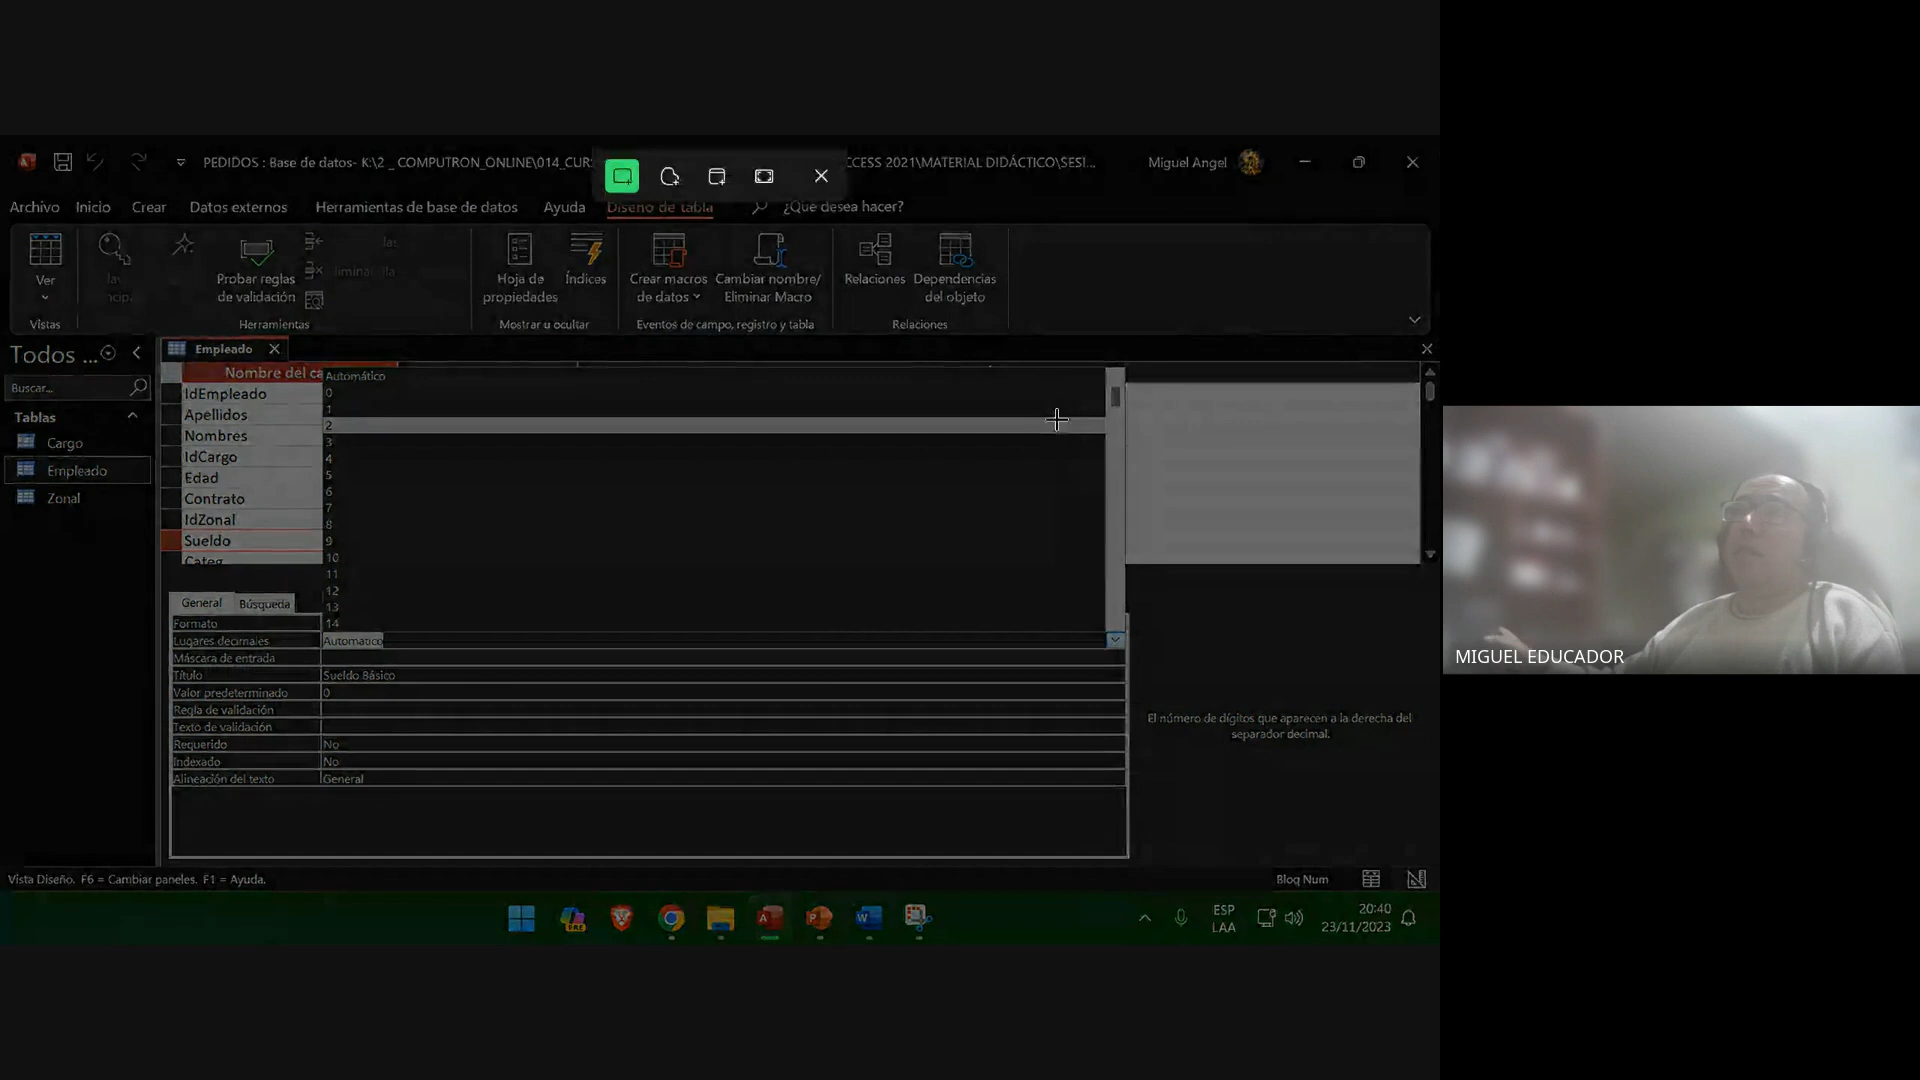 PEDIDOS : Base de datos- K:\2 _ COMPUTRON_ONLINE\014_CUR
CCESS 2021\MATERIAL DIDÁCTICO\SESI...
Miguel Angel
Archivo
Inicio
Crear
Datos externos
Herramientas de base de datos
Ayuda
Diseño de tabla
¿Qué desea hacer?
Ver
Probar reglas
de validación
Hoja de
propiedades
Índices
Crear macros
de datos
Cambiar nombre/
Eliminar Macro
Relaciones
Dependencias
del objeto
Vistas
Herramientas
Mostrar u ocultar
Eventos de campo, registro y tabla
Relaciones
Todos ...
Buscar...
Tablas
Cargo
Empleado
Zonal
Empleado
Nombre del ca
IdEmpleado
Apellidos
Nombres
IdCargo
Edad
Contrato
IdZonal
Sueldo
Categ
Automático
0
1
2
3
4
5
6
7
8
9
10
11
12
13
14
General
Búsqueda
Formato
Lugares decimales
Automático
Máscara de entrada
Título
Sueldo Básico
Valor predeterminado
0
Regla de validación
Texto de validación
Requerido
No
Indexado
No
Alineación del texto
General
El número de dígitos que aparecen a la derecha del
separador decimal.
Vista Diseño. F6 = Cambiar paneles. F1 = Ayuda.
Bloq Num
ESP
LAA
20:40
23/11/2023
MIGUEL EDUCADOR